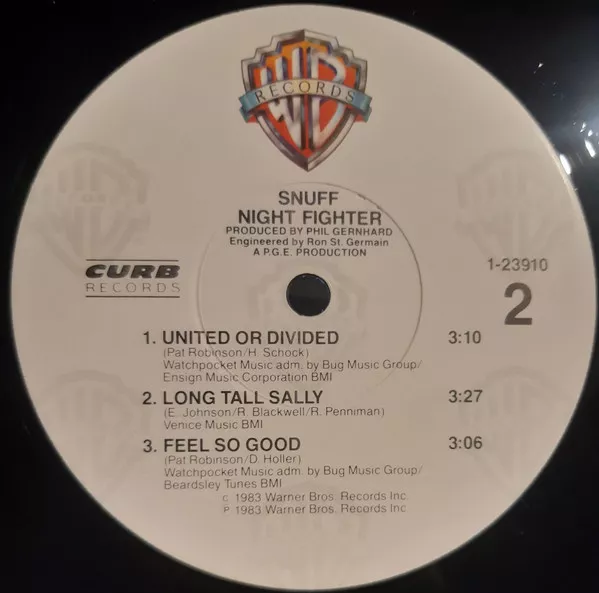 RECORDS
SNUFF
NIGHT FIGHTER
PRODUCED BY PHIL GERNHARD
Engineered by Ron St. Germain
A P.G.E. PRODUCTION
CURB
RECORDS
1-23910
2
1. UNITED OR DIVIDED 3:10
(Pat Robinson/H. Schock)
Watchpocket Music adm. by Bug Music Group/
Ensign Music Corporation BMI
2. LONG TALL SALLY 3:27
(E. Johnson/R. Blackwell/R. Penniman)
Venice Music BMI
3. FEEL SO GOOD 3:06
(Pat Robinson/D. Holler)
Watchpocket Music adm. by Bug Music Group/
Beardsley Tunes BMI
C 1983 Warner Bros. Records Inc.
P 1983 Warner Bros. Records Inc.